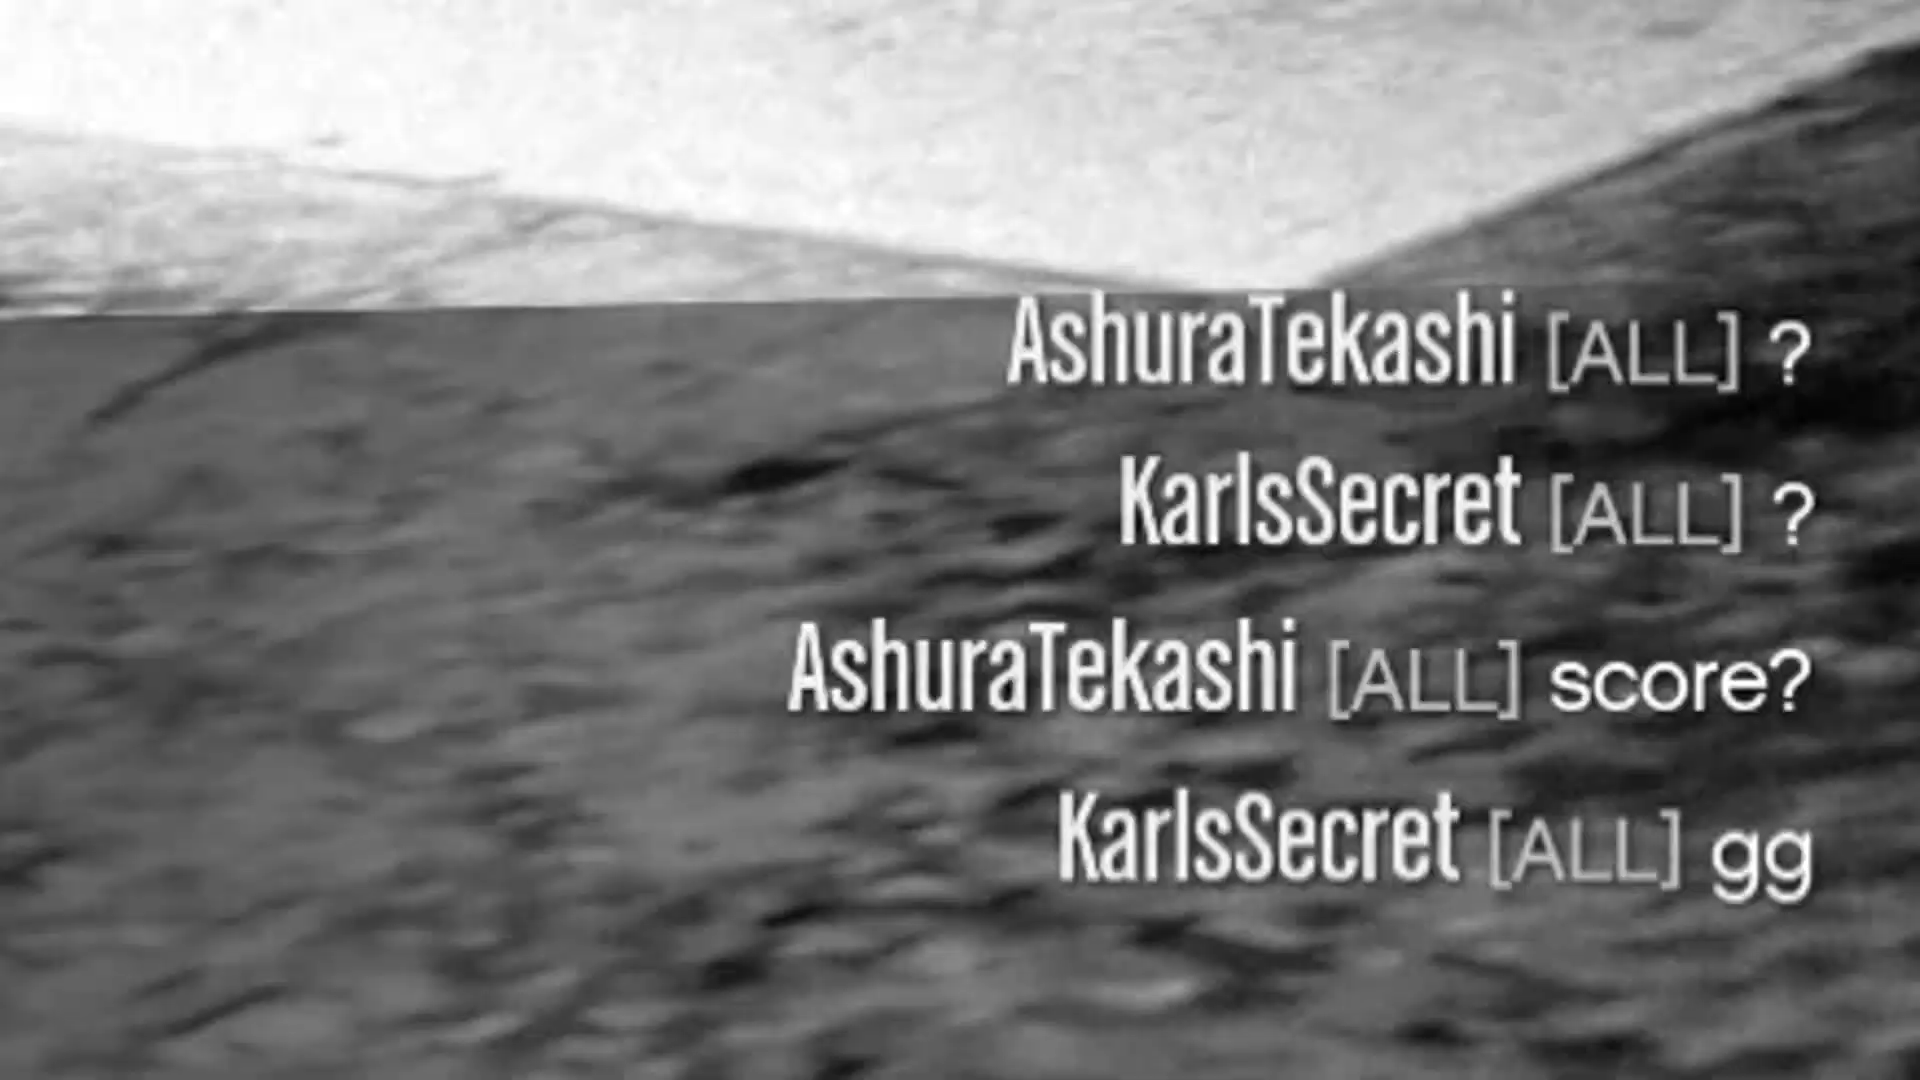 AshuraTekashi [ALL] ?
KarlsSecret [ALL] ?
AshuraTekashi [ALL] score?
KarlsSecret [ALL] gg